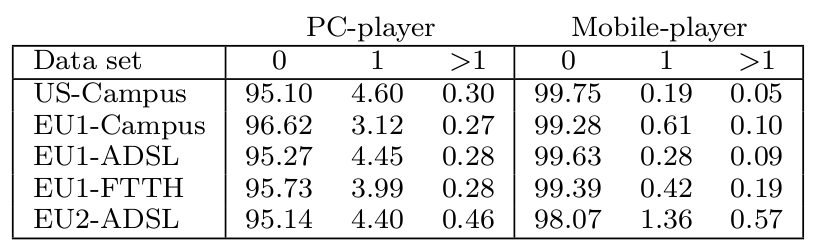 PC-player Mobile-player
Data set 0 1 >1 0 1 >1
US-Campus 95.10 4.60 0.30 99.75 0.19 0.05
EU1-Campus 96.62 3.12 0.27 99.28 0.61 0.10
EU1-ADSL 95.27 4.45 0.28 99.63 0.28 0.09
EU1-FTTH 95.73 3.99 0.28 99.39 0.42 0.19
EU2-ADSL 95.14 4.40 0.46 98.07 1.36 0.57